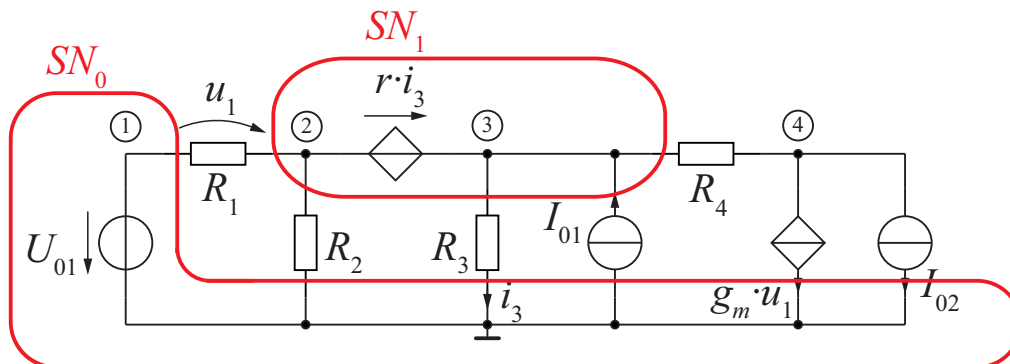 SN₀
SN₁
u₁
r·i₃
① ② ③ ④
R₁
R₄
U₀₁
R₂
R₃
I₀₁
i₃
gₘ·u₁
I₀₂